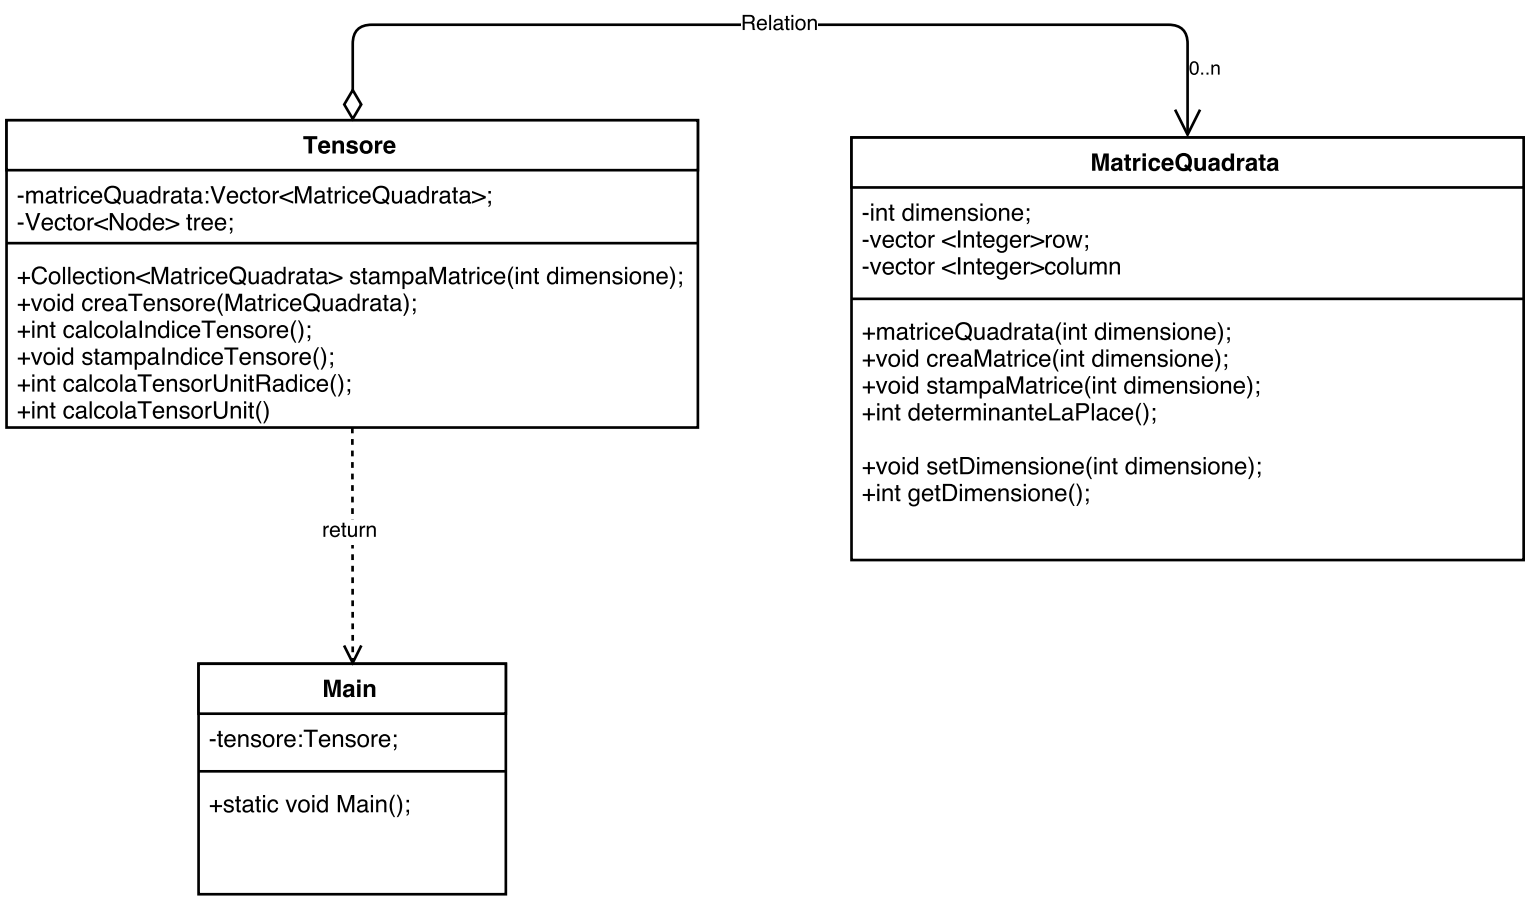 Relation
0..n
Tensore
-matriceQuadrata:Vector<MatriceQuadrata>;
-Vector<Node> tree;
+Collection<MatriceQuadrata> stampaMatrice(int dimensione);
+void creaTensore(MatriceQuadrata);
+int calcolaIndiceTensore();
+void stampaIndiceTensore();
+int calcolaTensorUnitRadice();
+int calcolaTensorUnit()
MatriceQuadrata
-int dimensione;
-vector <Integer>row;
-vector <Integer>column
+matriceQuadrata(int dimensione);
+void creaMatrice(int dimensione);
+void stampaMatrice(int dimensione);
+int determinanteLaPlace();
+void setDimensione(int dimensione);
+int getDimensione();
return
Main
-tensore:Tensore;
+static void Main();